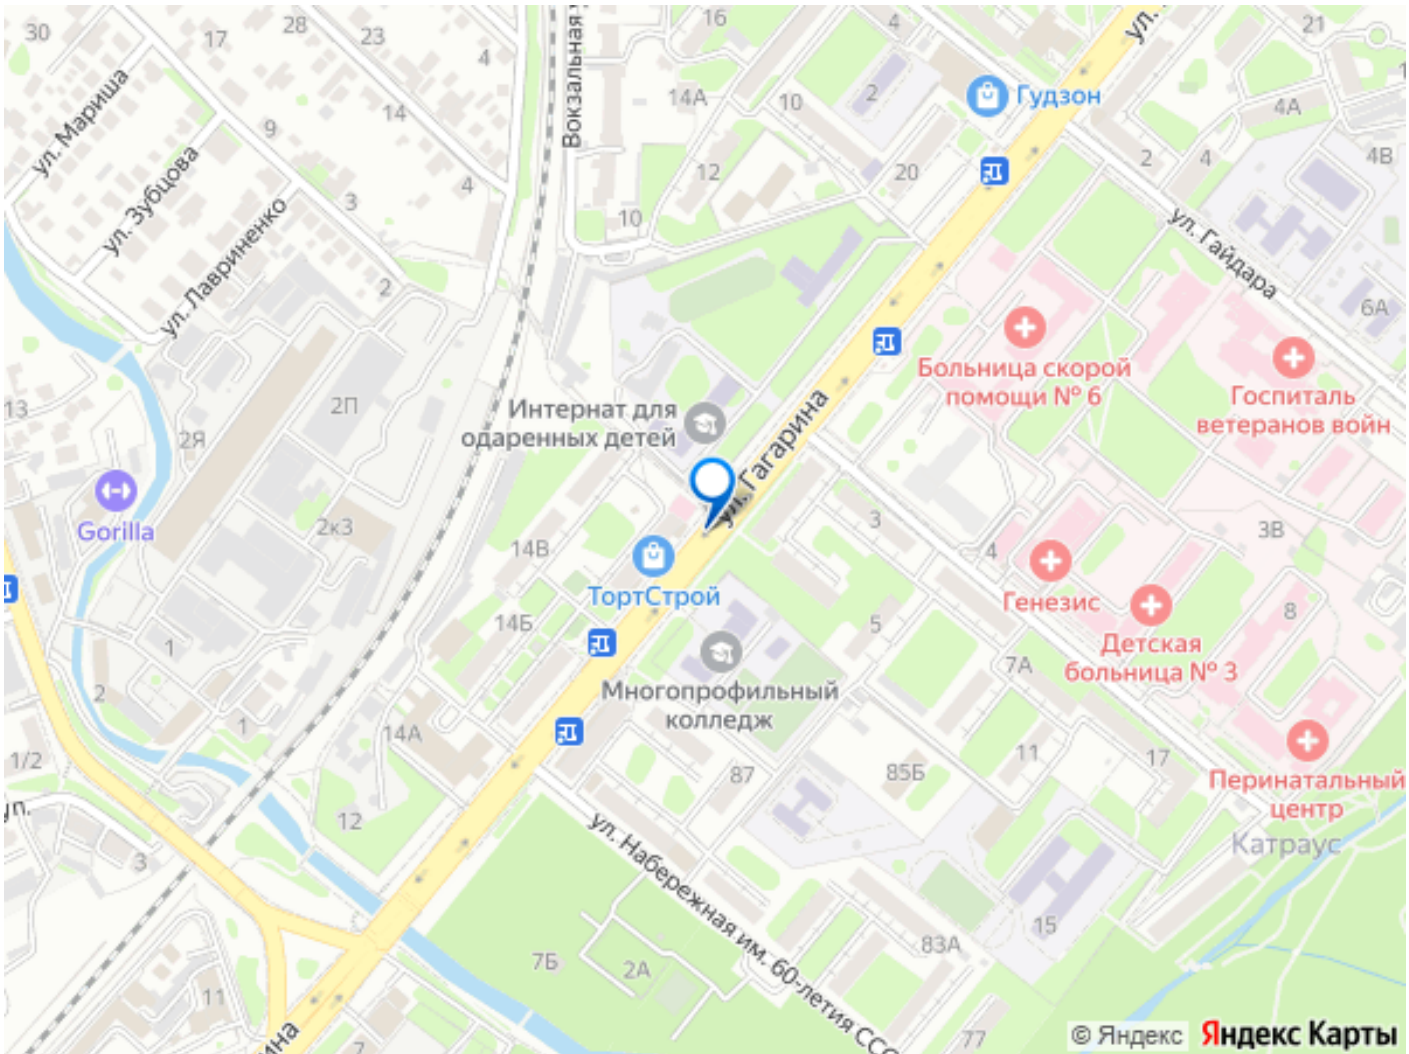 30
17
28
23
4
16
4
21
ул. Мариша
14
9
Вокзальная
14А
10
2
Гудзон
4А
ул. Зубцова
3
4
12
20
2
4
4В
10
ул. Лавриненко
2
ул. Гайдара
6А
Больница скорой
помощи № 6
Госпиталь
ветеранов войн
13
2П
2Я
Интернат для
одаренных детей
ул. Гагарина
Gorilla
2к3
14В
3
4
3В
ТортСтрой
Генезис
8
14Б
5
Детская
больница № 3
1
2
1
7А
Многопрофильный
колледж
14А
1/2
87
85Б
11
17
Перинатальный
центр
12
3
ул. Набережная им. 60-летия ССС
Катраус
15
83А
7Б
2А
11
7
77
© Яндекс
Яндекс Карты